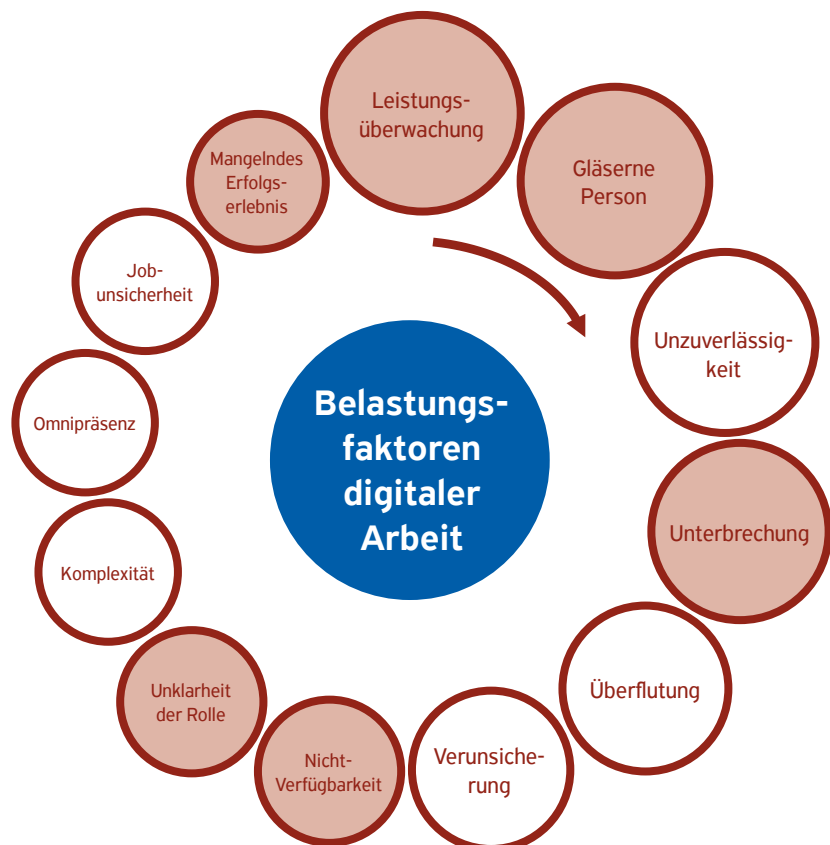 Leistungs-
überwachung
Gläserne
Person
Unzuverlässig-
keit
Unterbrechung
Überflutung
Verunsiche-
rung
Nicht-
Verfügbarkeit
Unklarheit
der Rolle
Komplexität
Omnipräsenz
Job-
unsicherheit
Mangelndes
Erfolgs-
erlebnis
Belastungs-
faktoren
digitaler
Arbeit